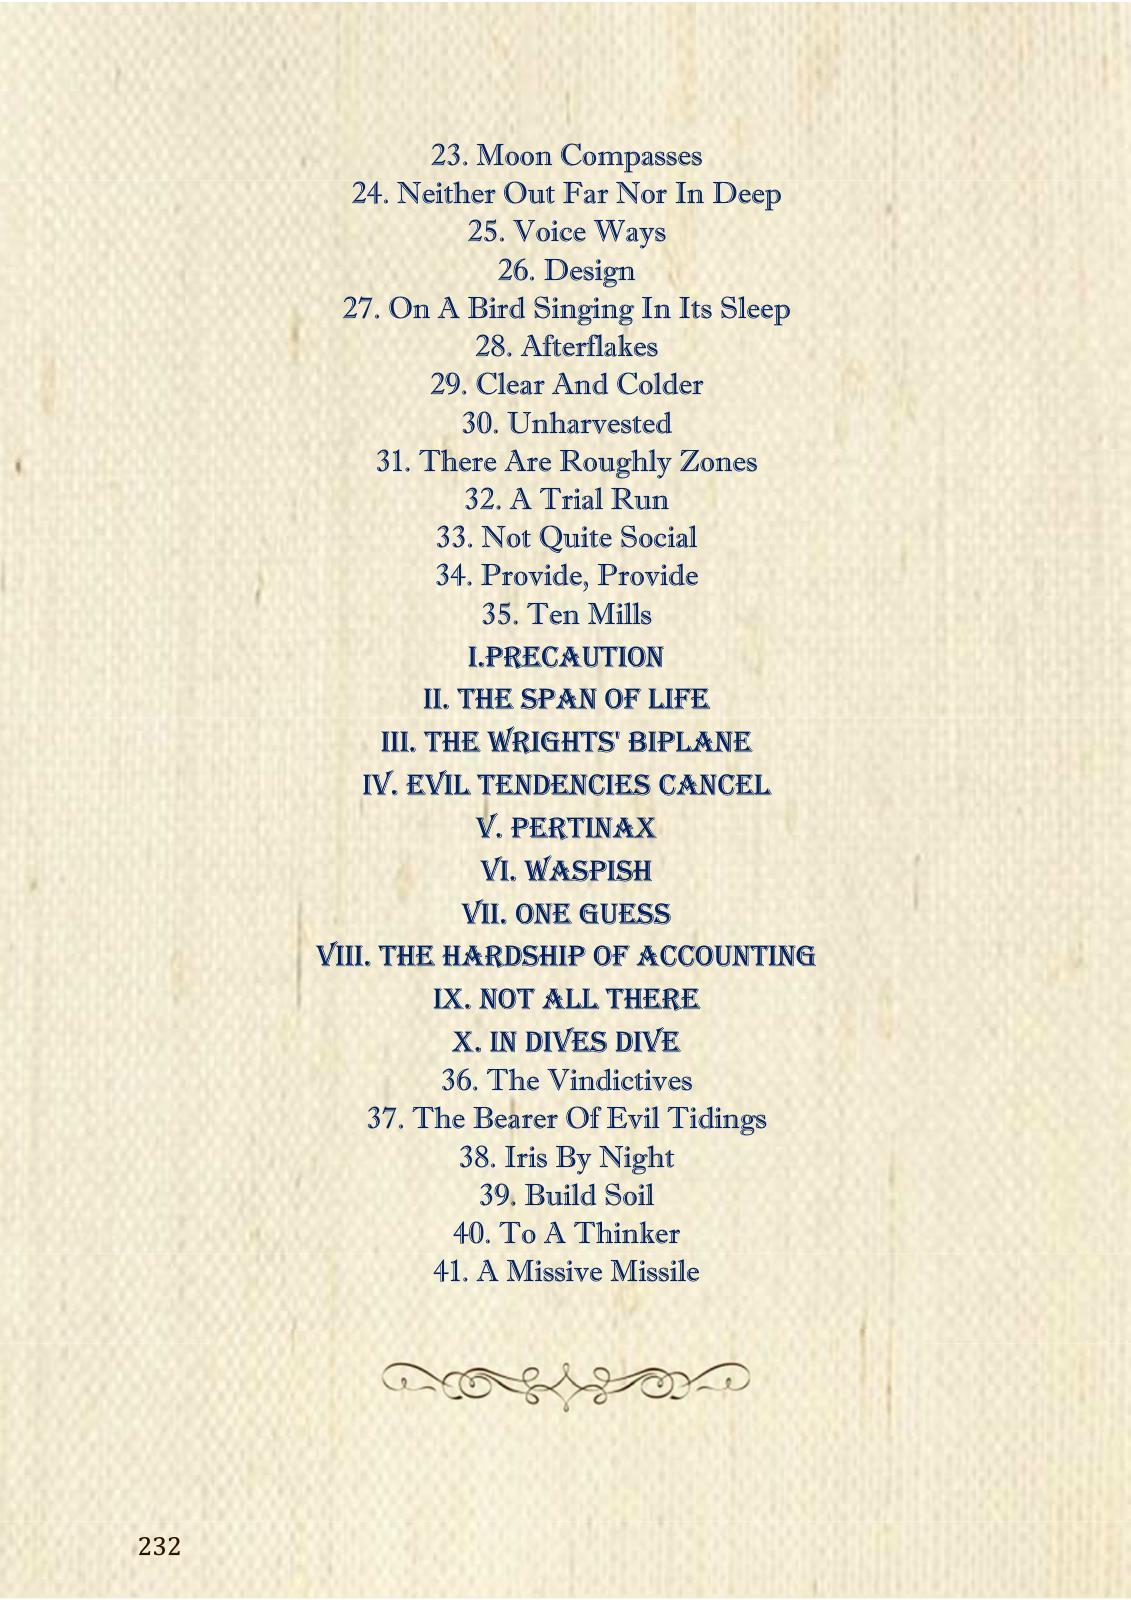 23. Moon Compasses
24. Neither Out Far Nor In Deep
25. Voice Ways
26. Design
27. On A Bird Singing In Its Sleep
28. Afterflakes
29. Clear And Colder
30. Unharvested
31. There Are Roughly Zones
32. A Trial Run
33. Not Quite Social
34. Provide, Provide
35. Ten Mills
I.PRECAUTION
II. THE SPAN OF LIFE
III. THE WRIGHTS' BIPLANE
IV. EVIL TENDENCIES CANCEL
V. PERTINAX
VI. WASPISH
VII. ONE GUESS
VIII. THE HARDSHIP OF ACCOUNTING
IX. NOT ALL THERE
X. IN DIVES DIVE
36. The Vindictives
37. The Bearer Of Evil Tidings
38. Iris By Night
39. Build Soil
40. To A Thinker
41. A Missive Missile
232